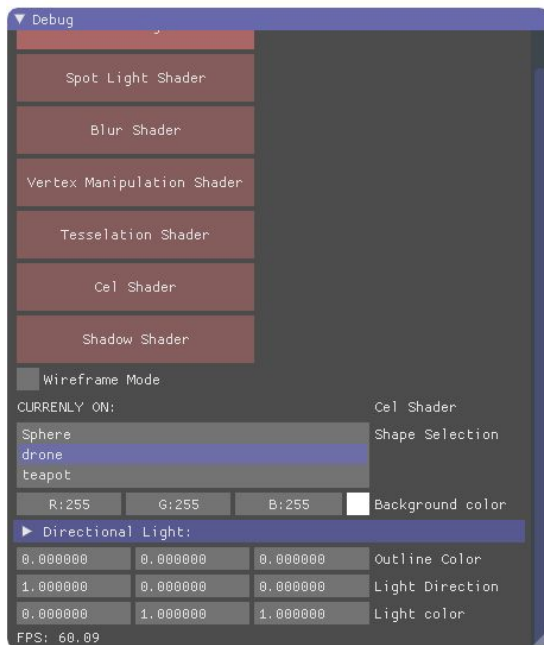 Debug
Spot Light Shader
Blur Shader
Vertex Manipulation Shader
Tesselation Shader
Cel Shader
Shadow Shader
Wireframe Mode
CURRENLY ON: Cel Shader
Sphere Shape Selection
drone
teapot
R:255 G:255 B:255 Background color
Directional Light:
0.000000 0.000000 0.000000 Outline Color
1.000000 0.000000 0.000000 Light Direction
0.000000 1.000000 1.000000 Light color
FPS: 60.09